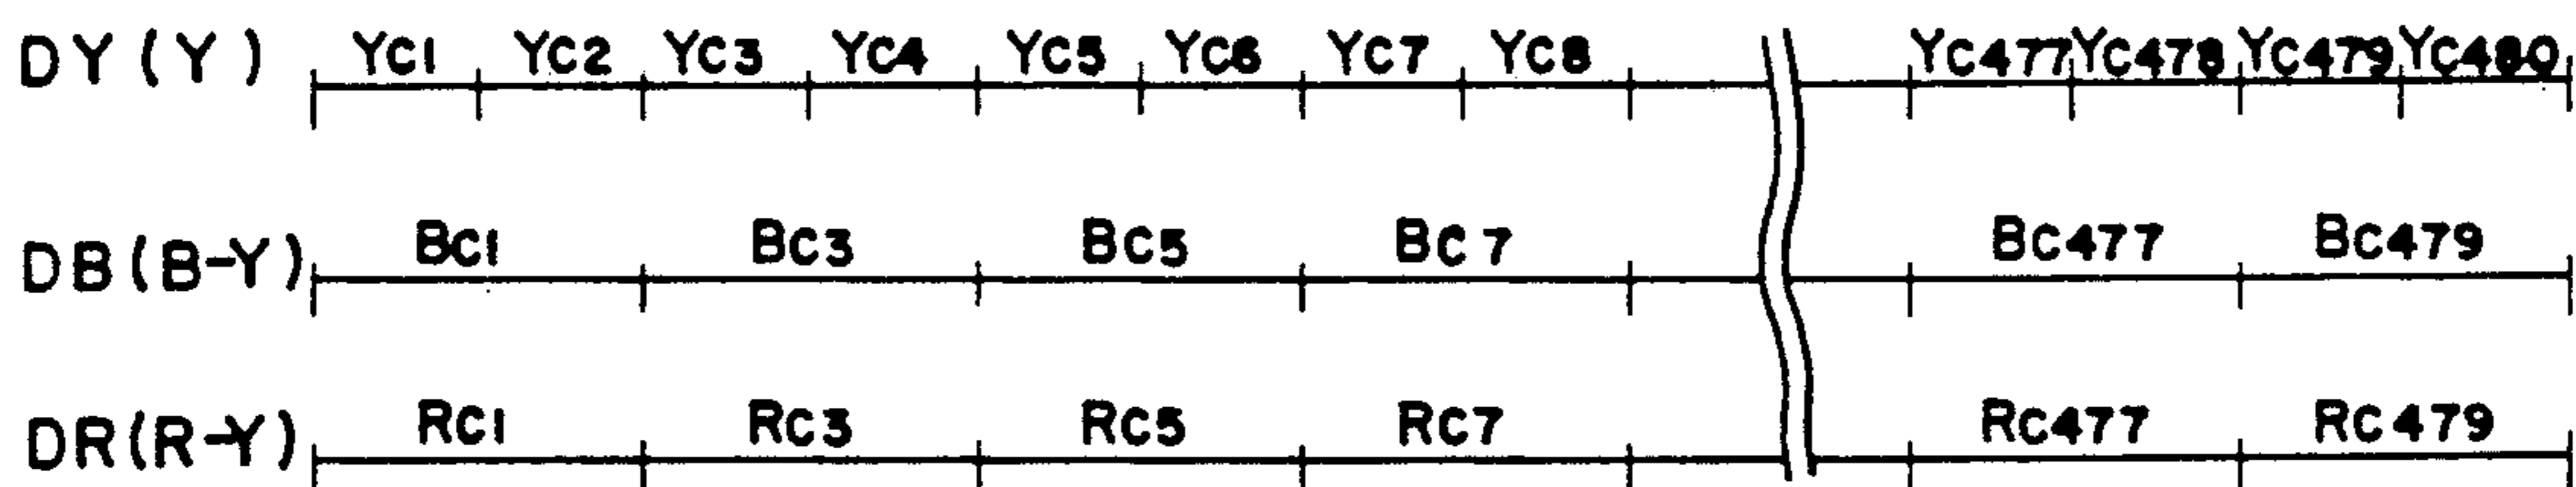 DY (Y) YC1 YC2 YC3 YC4 YC5 YC6 YC7 YC8 YC477 YC478 YC479 YC480
DB (B-Y) BC1 BC3 BC5 BC7 BC477 BC479
DR (R-Y) RC1 RC3 RC5 RC7 RC477 RC479